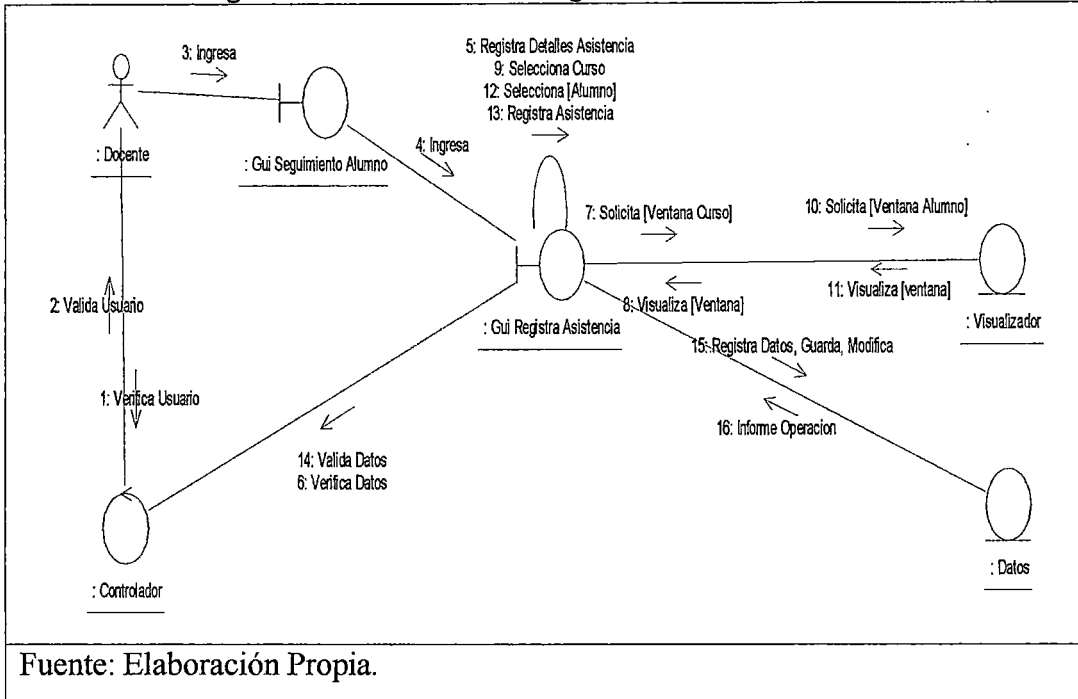 3: Ingresa
5: Registra Detalles Asistencia
9: Selecciona Curso
12: Selecciona [Alumno]
13: Registra Asistencia
: Docente
: Gui Seguimiento Alumno
4: Ingresa
7: Solicita [Ventana Curso]
10: Solicita [Ventana Alumno]
2: Valida Usuario
8: Visualiza [Ventana]
11: Visualiza [ventana]
: Gui Registra Asistencia
: Visualizador
15: Registra Datos, Guarda, Modifica
1: Verifica Usuario
16: Informe Operacion
14: Valida Datos
6: Verifica Datos
: Controlador
: Datos
Fuente: Elaboración Propia.